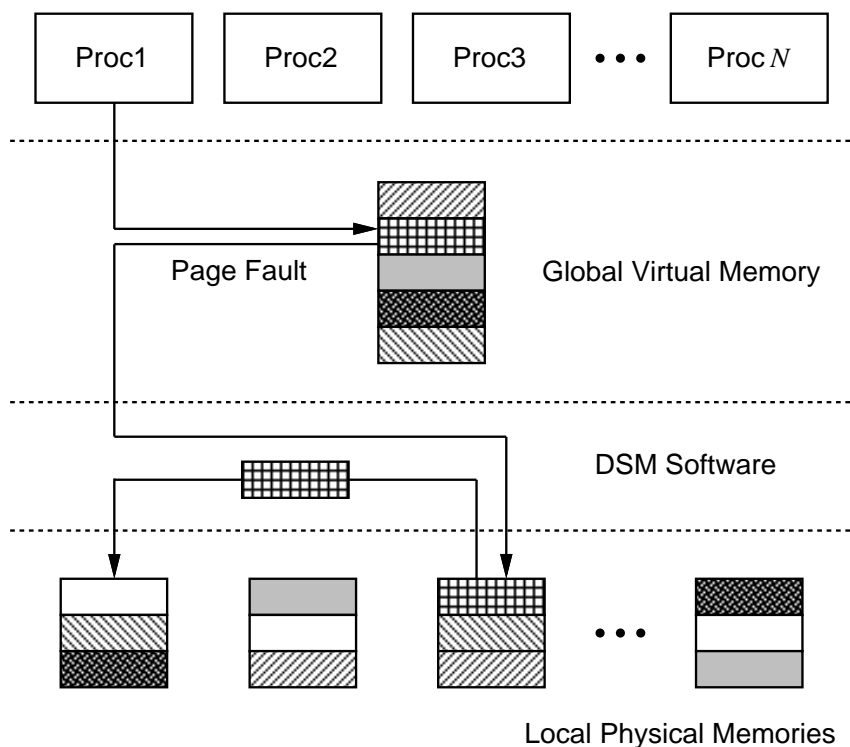 Proc1
Proc2
Proc3
Proc N
Page Fault
Global Virtual Memory
DSM Software
Local Physical Memories